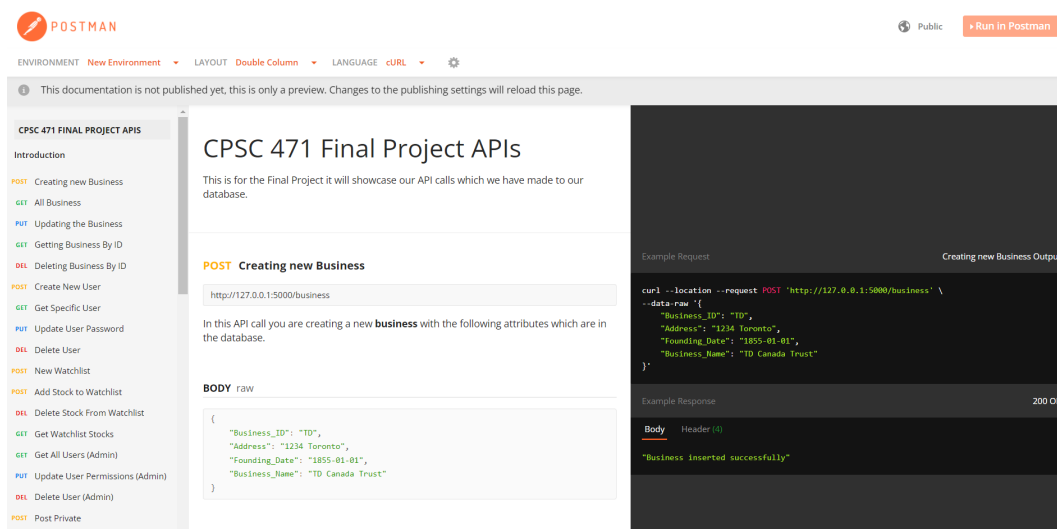 POSTMAN
Public
Run in Postman
ENVIRONMENT New Environment LAYOUT Double Column LANGUAGE cURL
This documentation is not published yet, this is only a preview. Changes to the publishing settings will reload this page.
CPSC 471 FINAL PROJECT APIS
Introduction
POST Creating new Business
GET All Business
PUT Updating the Business
GET Getting Business By ID
DEL Deleting Business By ID
POST Create New User
GET Get Specific User
PUT Update User Password
DEL Delete User
POST New Watchlist
POST Add Stock to Watchlist
DEL Delete Stock From Watchlist
GET Get Watchlist Stocks
GET Get All Users (Admin)
PUT Update User Permissions (Admin)
DEL Delete User (Admin)
POST Post Private
CPSC 471 Final Project APIs
This is for the Final Project it will showcase our API calls which we have made to our
database.
POST Creating new Business
http://127.0.0.1:5000/business
In this API call you are creating a new business with the following attributes which are in
the database.
BODY raw
{
"Business_ID": "TD",
"Address": "1234 Toronto",
"Founding_Date": "1855-01-01",
"Business_Name": "TD Canada Trust"
}
Example Request
Creating new Business Outpu
curl --location --request POST 'http://127.0.0.1:5000/business' \
--data-raw '{
"Business_ID": "TD",
"Address": "1234 Toronto",
"Founding_Date": "1855-01-01",
"Business_Name": "TD Canada Trust"
}'
Example Response
200 O
Body Header (4)
"Business inserted successfully"